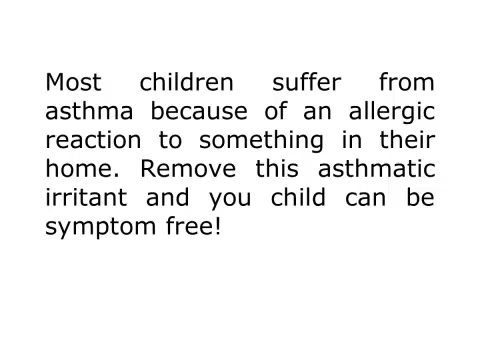 Most children suffer from
asthma because of an allergic
reaction to something in their
home. Remove this asthmatic
irritant and you child can be
symptom free!